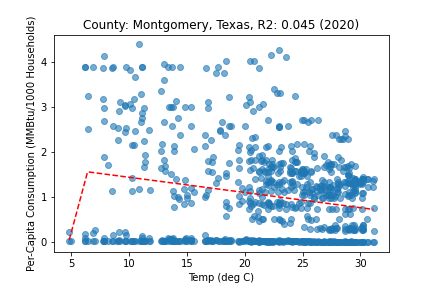 County: Montgomery, Texas, R2: 0.045 (2020)
Per-Capita Consumption (MMBtu/1000 Households)
4
3
2
1
0
5 10 15 20 25 30
Temp (deg C)